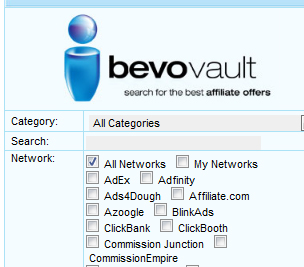 bevovault
search for the best affiliate offers
Category: All Categories
Search:
Network: All Networks My Networks
AdEx Adfinity
Ads4Dough Affiliate.com
Azoogle BlinkAds
ClickBank ClickBooth
Commission Junction
CommissionEmpire